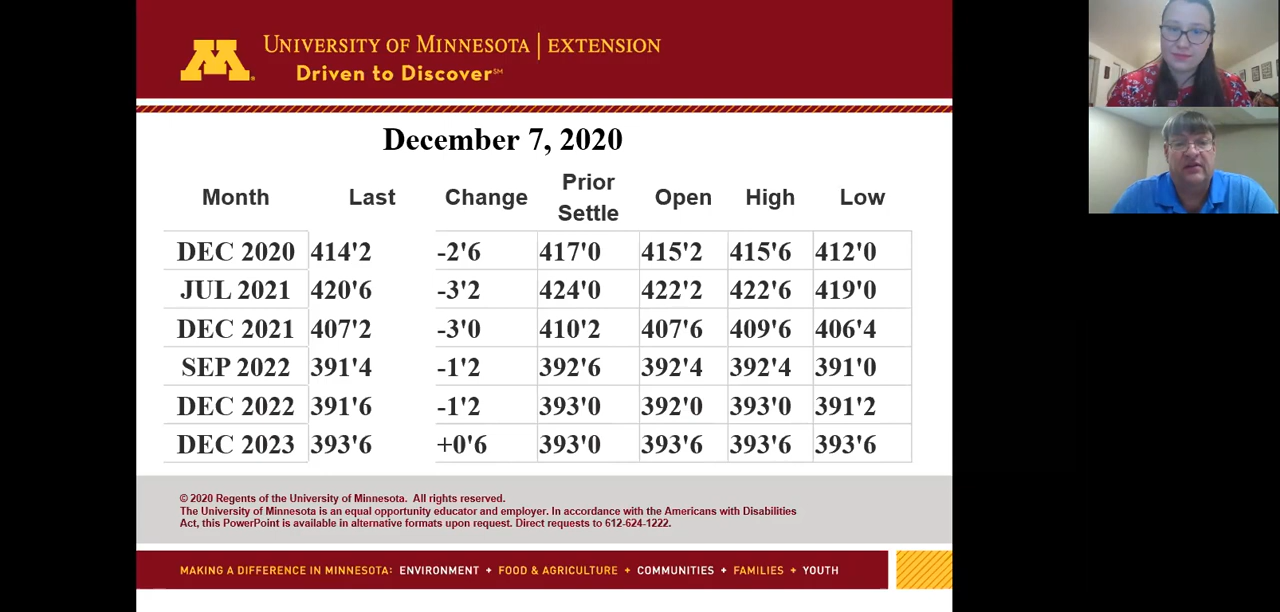 UNIVERSITY OF MINNESOTA | EXTENSION
Driven to Discover℠
December 7, 2020
Month Last Change Prior Settle Open High Low
DEC 2020 414'2 -2'6 417'0 415'2 415'6 412'0
JUL 2021 420'6 -3'2 424'0 422'2 422'6 419'0
DEC 2021 407'2 -3'0 410'2 407'6 409'6 406'4
SEP 2022 391'4 -1'2 392'6 392'4 392'4 391'0
DEC 2022 391'6 -1'2 393'0 392'0 393'0 391'2
DEC 2023 393'6 +0'6 393'0 393'6 393'6 393'6
© 2020 Regents of the University of Minnesota. All rights reserved.
The University of Minnesota is an equal opportunity educator and employer. In accordance with the Americans with Disabilities
Act, this PowerPoint is available in alternative formats upon request. Direct requests to 612-624-1222.
MAKING A DIFFERENCE IN MINNESOTA: ENVIRONMENT + FOOD & AGRICULTURE + COMMUNITIES + FAMILIES + YOUTH